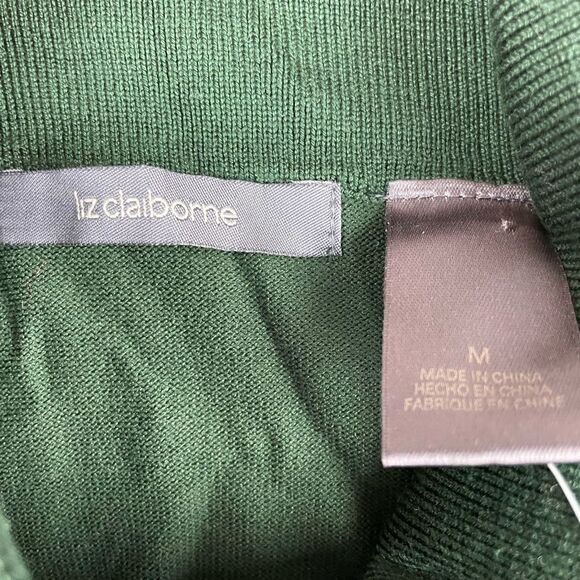 liz claiborne
M
MADE IN CHINA
HECHO EN CHINA
FABRIQUE EN CHINE